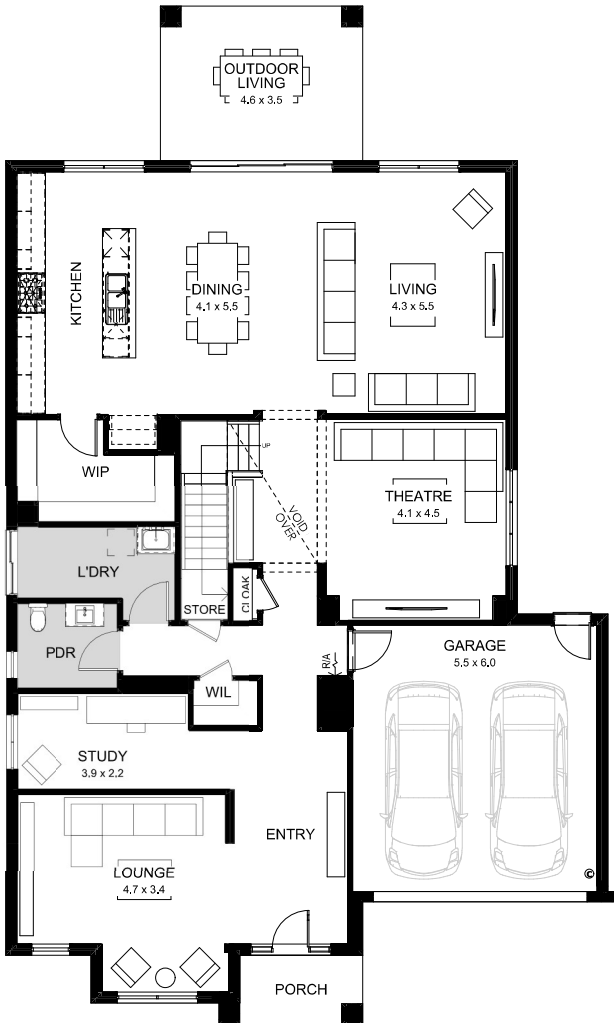 OUTDOOR
LIVING
4.6 x 3.5
KITCHEN
DINING
4.1 x 5.5
LIVING
4.3 x 5.5
UP
WIP
THEATRE
4.1 x 4.5
VOID
OVER
L'DRY
STORE
CLOAK
PDR
WIL
R/A
GARAGE
5.5 x 6.0
STUDY
3.9 x 2.2
ENTRY
LOUNGE
4.7 x 3.4
©
PORCH